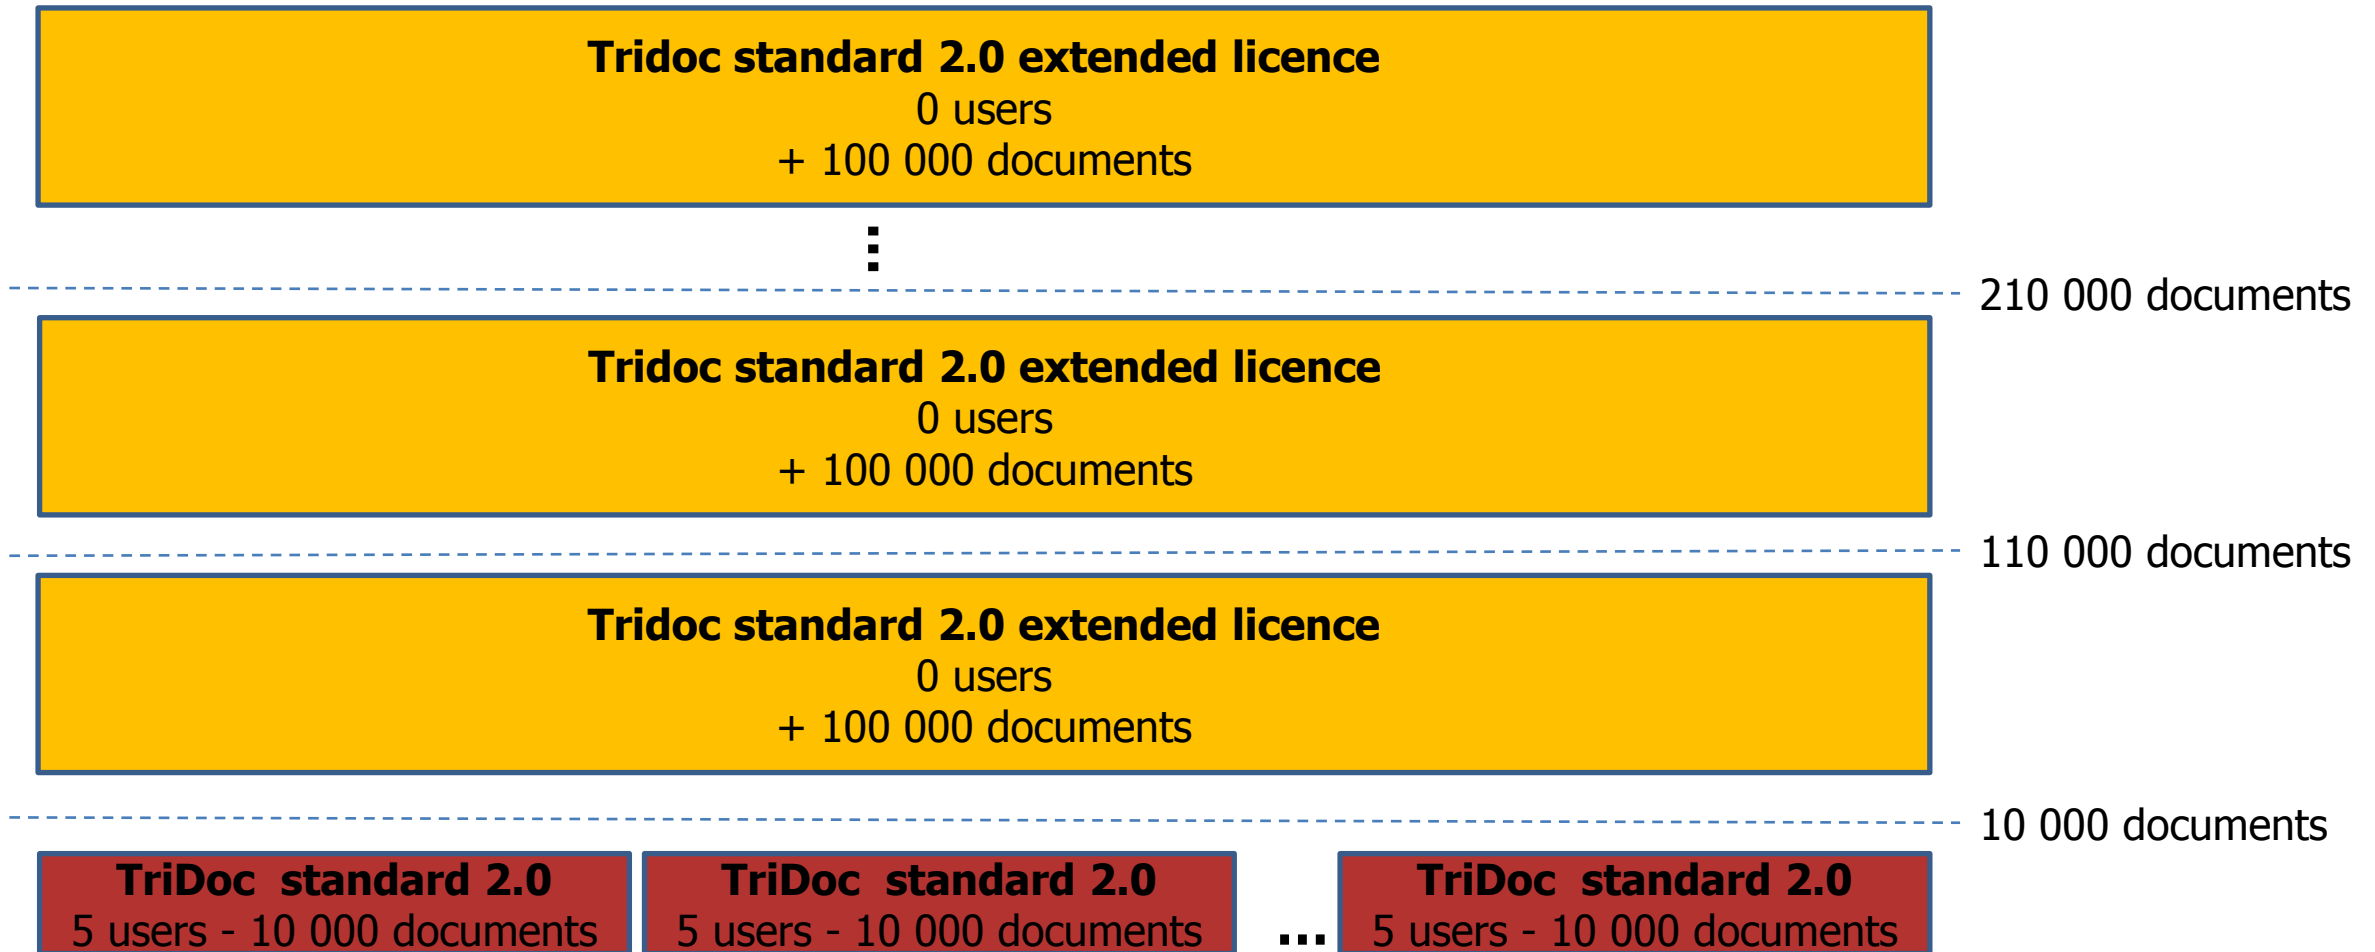 Tridoc standard 2.0 extended licence
0 users
+ 100 000 documents
⋮
210 000 documents
Tridoc standard 2.0 extended licence
0 users
+ 100 000 documents
110 000 documents
Tridoc standard 2.0 extended licence
0 users
+ 100 000 documents
10 000 documents
TriDoc standard 2.0
5 users - 10 000 documents
TriDoc standard 2.0
5 users - 10 000 documents
...
TriDoc standard 2.0
5 users - 10 000 documents